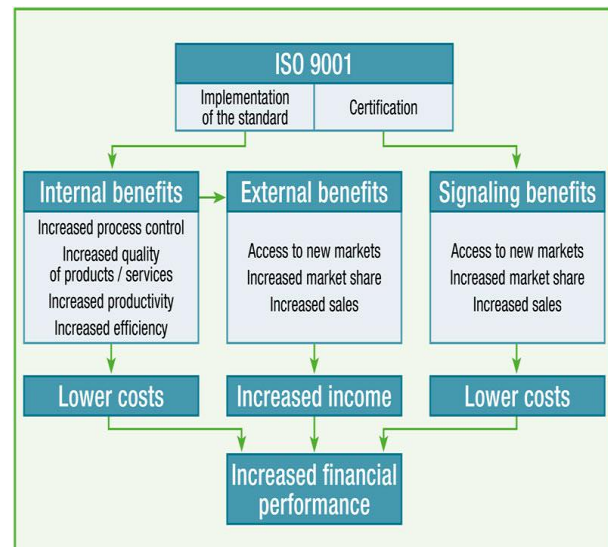 ISO 9001
Implementation
of the standard
Certification
Internal benefits
Increased process control
Increased quality
of products / services
Increased productivity
Increased efficiency
External benefits
Access to new markets
Increased market share
Increased sales
Signaling benefits
Access to new markets
Increased market share
Increased sales
Lower costs
Increased income
Lower costs
Increased financial
performance